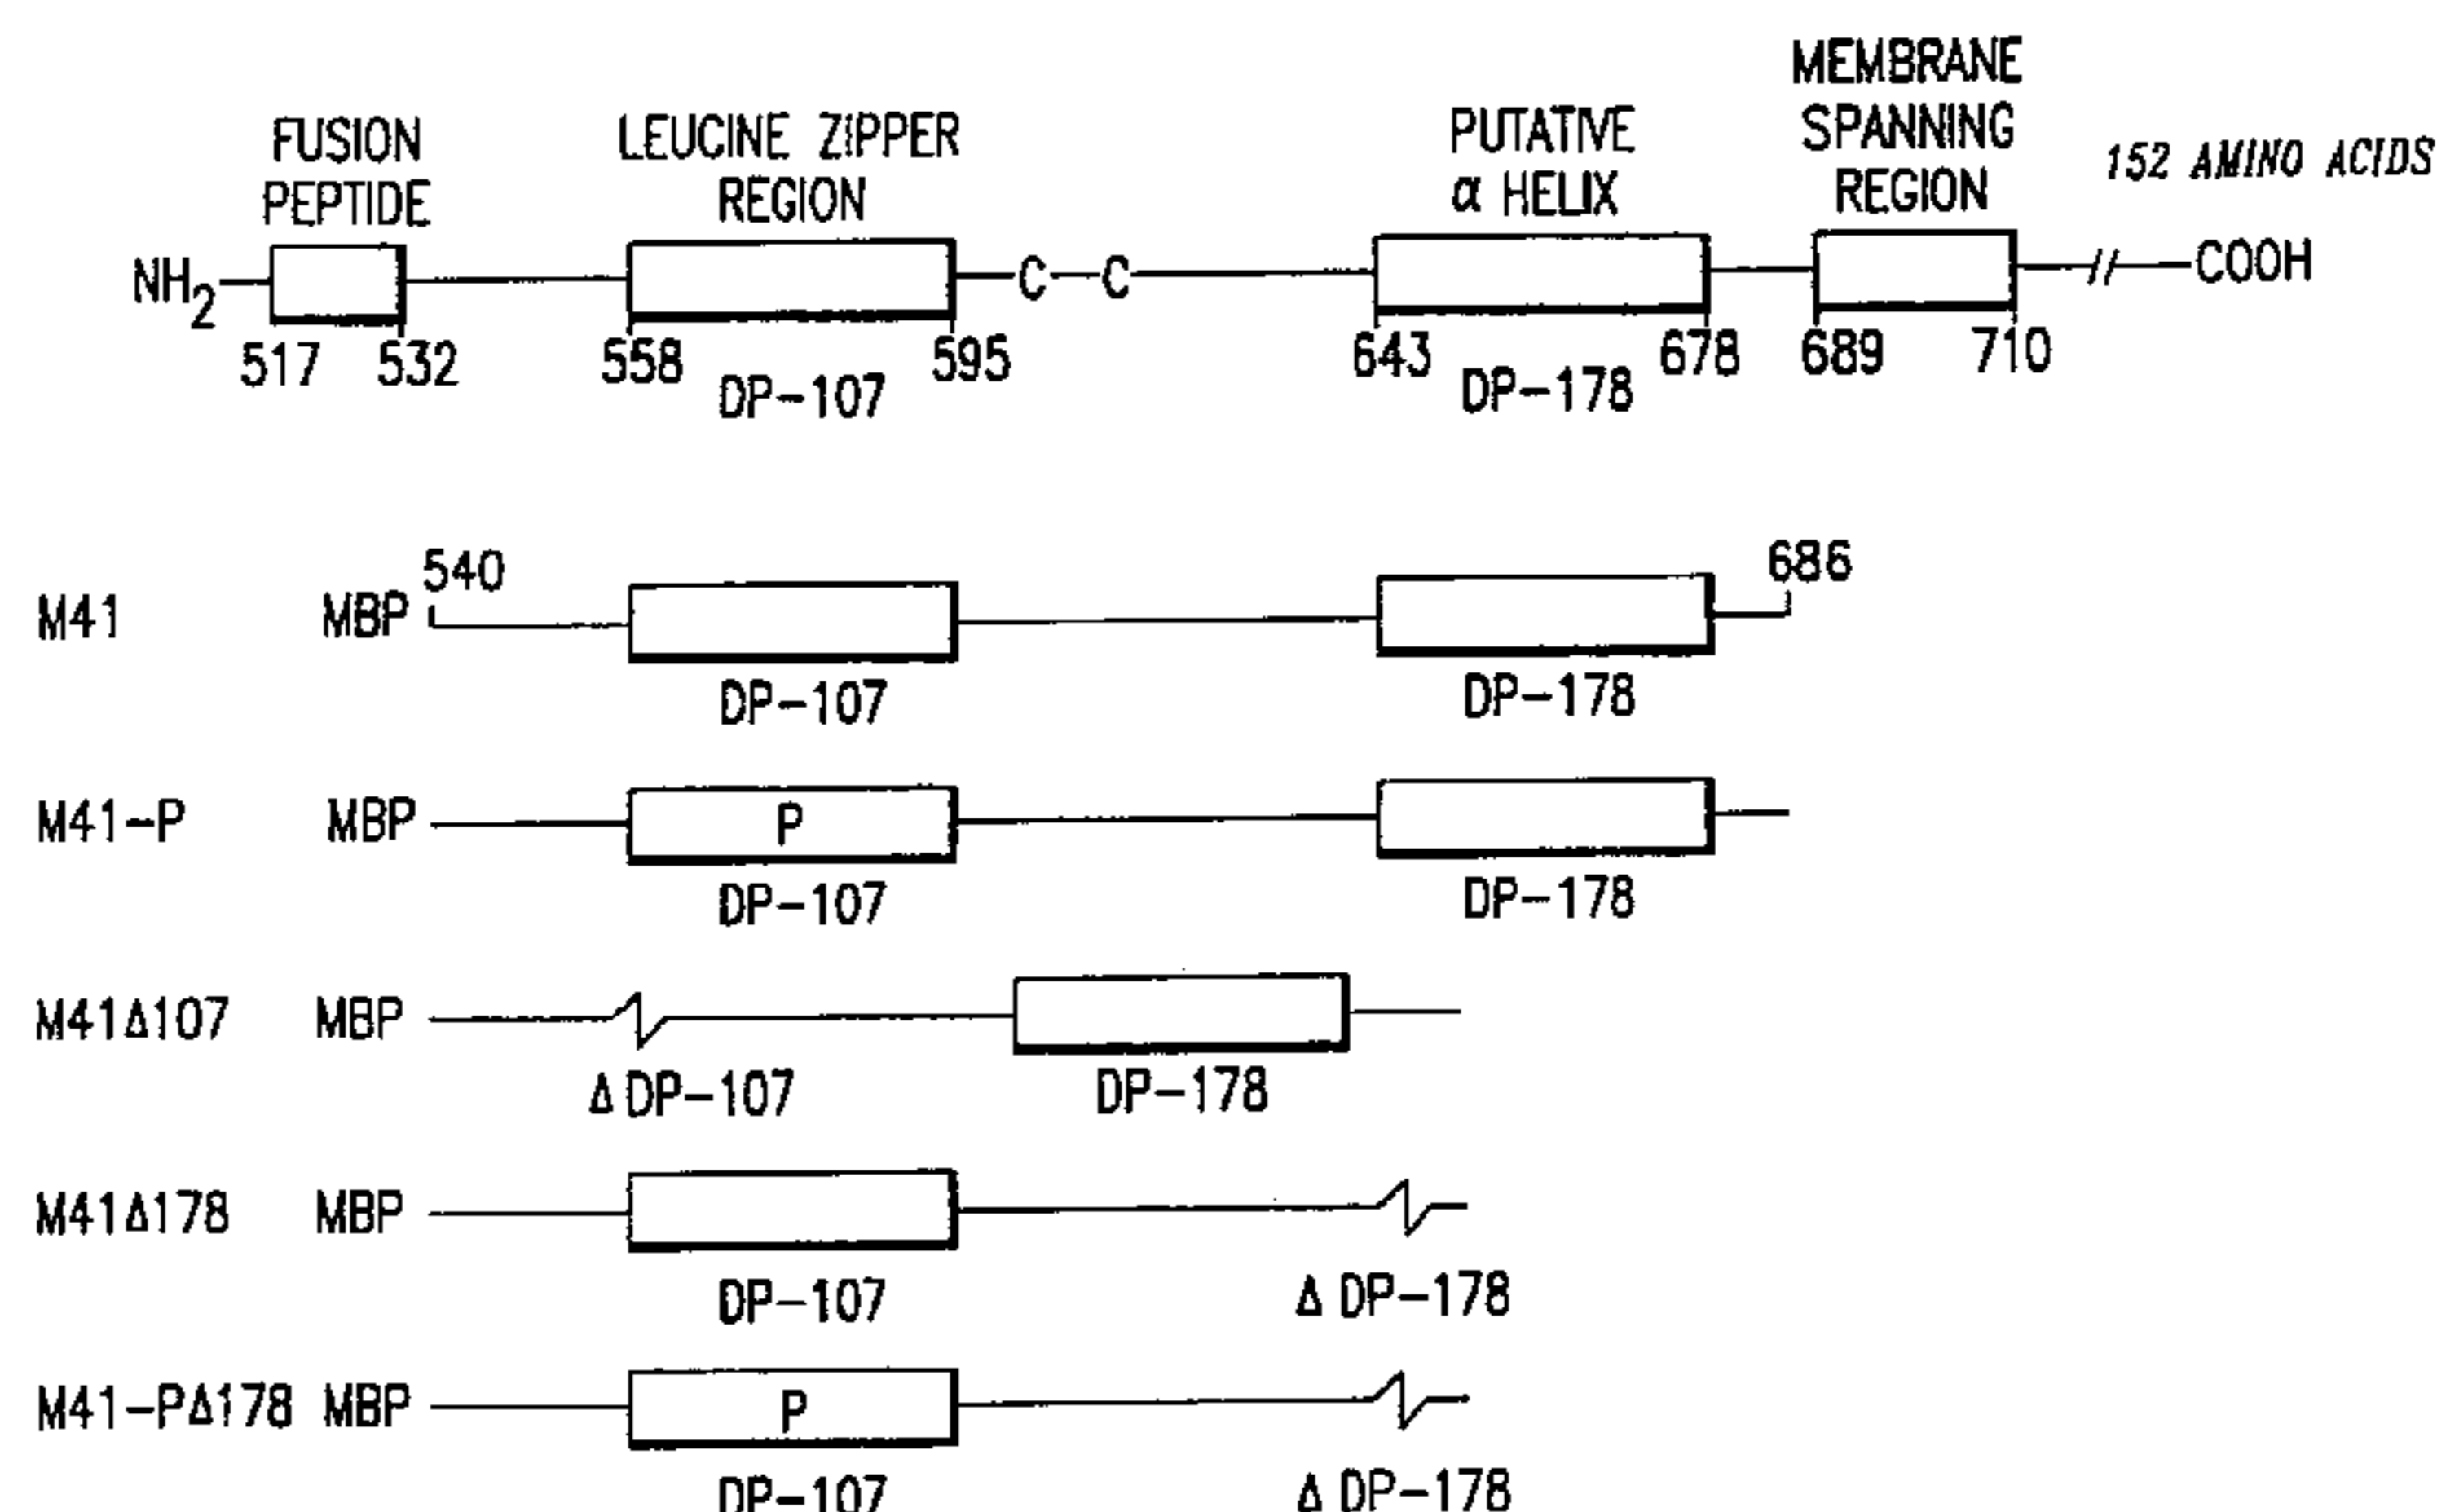 FUSION
PEPTIDE
LEUCINE ZIPPER
REGION
PUTATIVE
α HELIX
MEMBRANE
SPANNING
REGION
152 AMINO ACIDS
NH2 C C COOH
517 532 558 595 643 678 689 710
DP-107 DP-178
M41 MBP 540 686
DP-107 DP-178
M41-P MBP P
DP-107 DP-178
M41Δ107 MBP
Δ DP-107 DP-178
M41Δ178 MBP
DP-107 Δ DP-178
M41-PΔ178 MBP P
DP-107 Δ DP-178